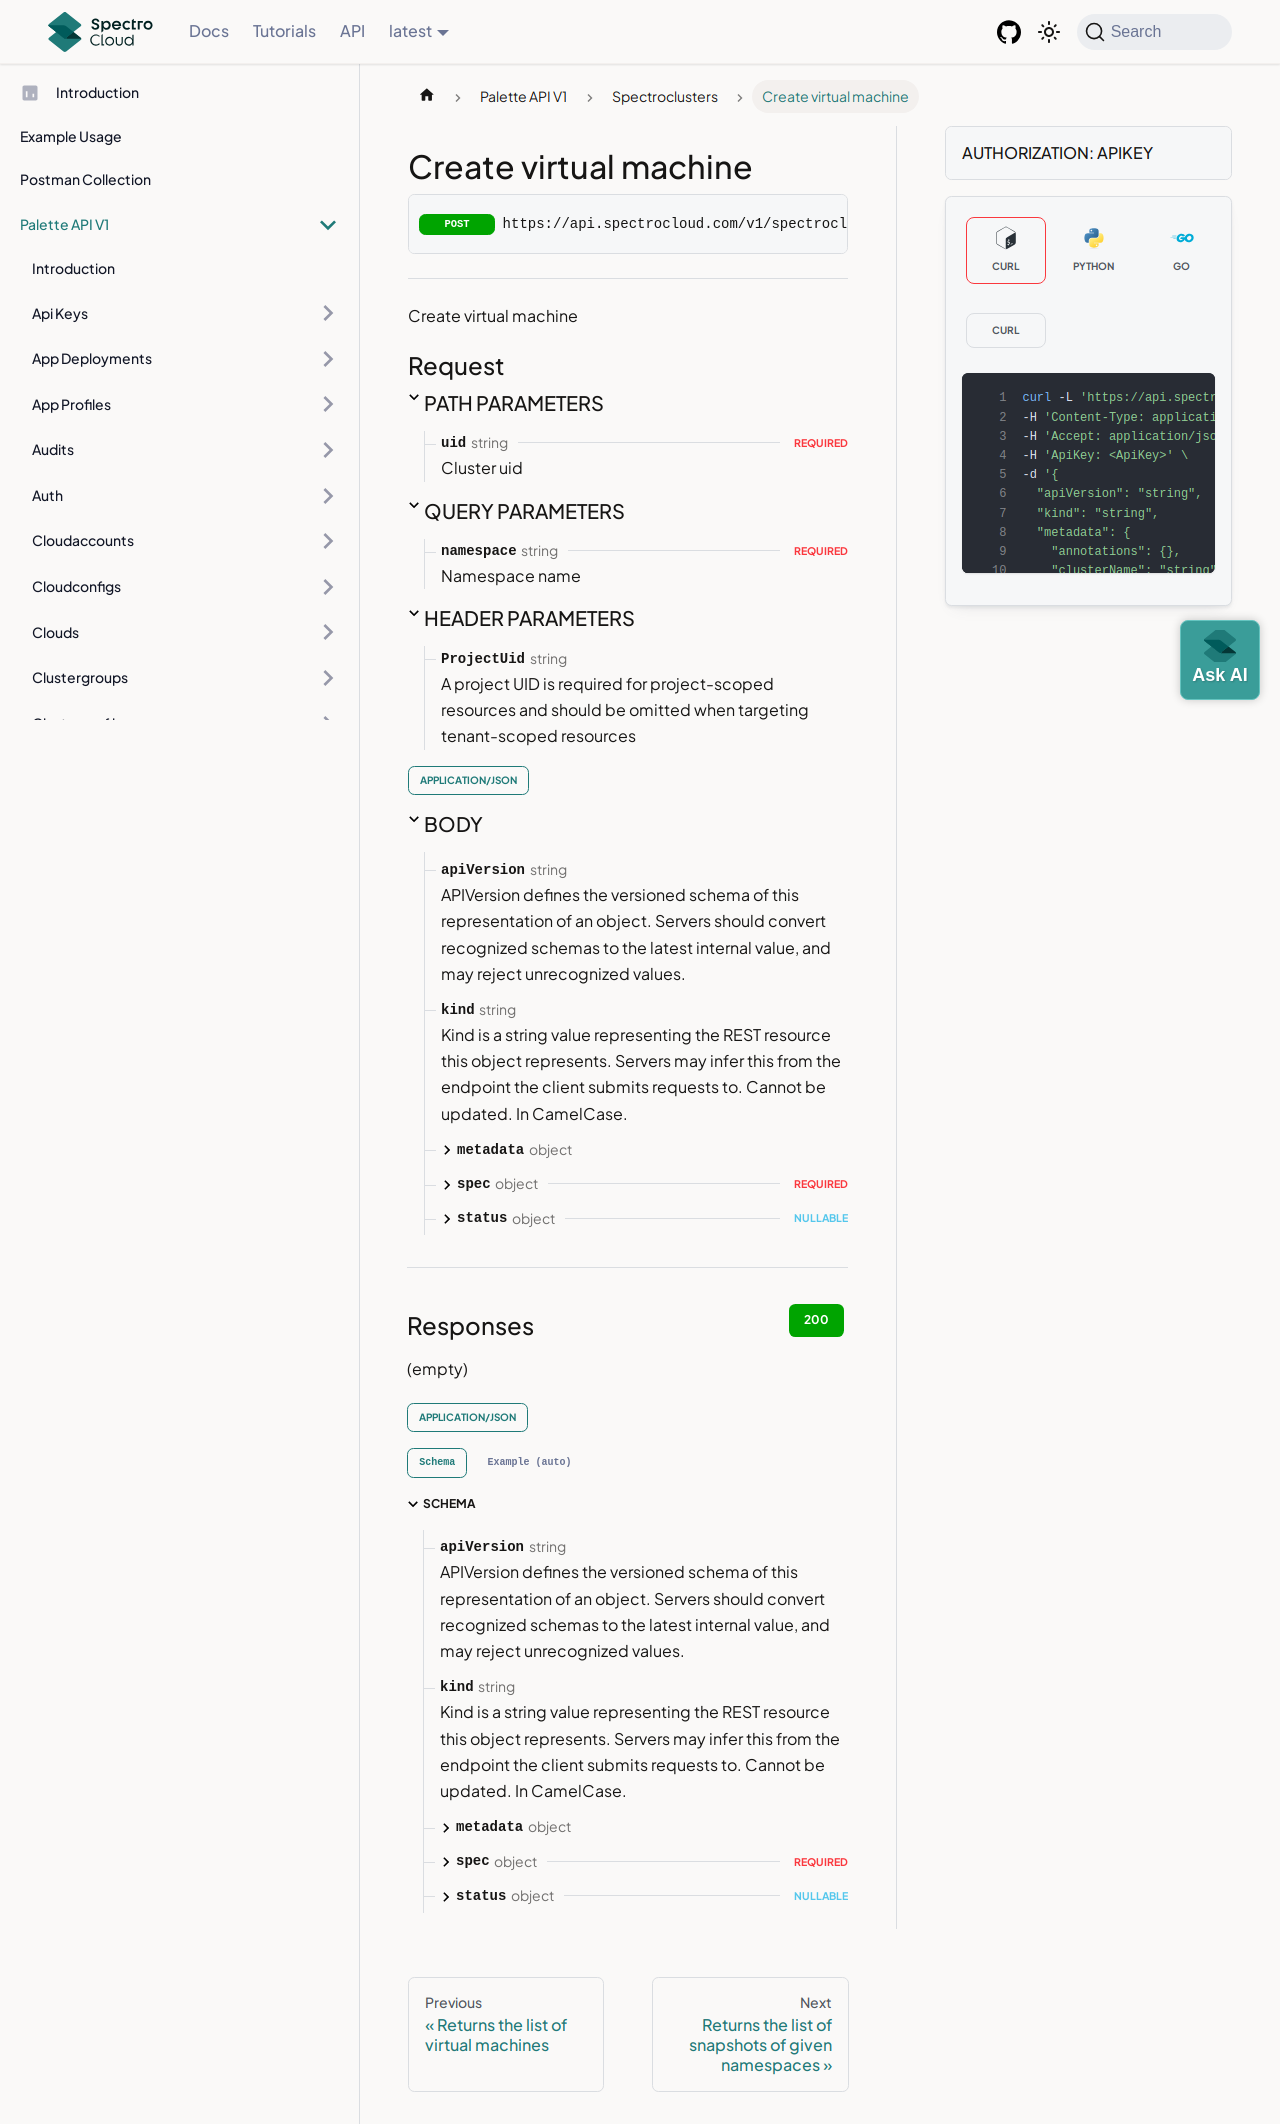 Spectro Cloud
Docs
Tutorials
API
latest
Search
Introduction
Example Usage
Postman Collection
Palette API V1
Introduction
Api Keys
App Deployments
App Profiles
Audits
Auth
Cloudaccounts
Cloudconfigs
Clouds
Clustergroups
Palette API V1
Spectroclusters
Create virtual machine
Create virtual machine
POST
https://api.spectrocloud.com/v1/spectrocl
Create virtual machine
Request
PATH PARAMETERS
uid string REQUIRED
Cluster uid
QUERY PARAMETERS
namespace string REQUIRED
Namespace name
HEADER PARAMETERS
ProjectUid string
A project UID is required for project-scoped
resources and should be omitted when targeting
tenant-scoped resources
APPLICATION/JSON
BODY
apiVersion string
APIVersion defines the versioned schema of this
representation of an object. Servers should convert
recognized schemas to the latest internal value, and
may reject unrecognized values.
kind string
Kind is a string value representing the REST resource
this object represents. Servers may infer this from the
endpoint the client submits requests to. Cannot be
updated. In CamelCase.
metadata object
spec object REQUIRED
status object NULLABLE
Responses
200
(empty)
APPLICATION/JSON
Schema
Example (auto)
SCHEMA
apiVersion string
APIVersion defines the versioned schema of this
representation of an object. Servers should convert
recognized schemas to the latest internal value, and
may reject unrecognized values.
kind string
Kind is a string value representing the REST resource
this object represents. Servers may infer this from the
endpoint the client submits requests to. Cannot be
updated. In CamelCase.
metadata object
spec object REQUIRED
status object NULLABLE
Previous
« Returns the list of
virtual machines
Next
Returns the list of
snapshots of given
namespaces »
AUTHORIZATION: APIKEY
CURL
PYTHON
GO
CURL
1 curl -L 'https://api.spectr
2 -H 'Content-Type: applicati
3 -H 'Accept: application/jso
4 -H 'ApiKey: <ApiKey>' \
5 -d '{
6 "apiVersion": "string",
7 "kind": "string",
8 "metadata": {
9 "annotations": {},
10 "clusterName": "string"
Ask AI